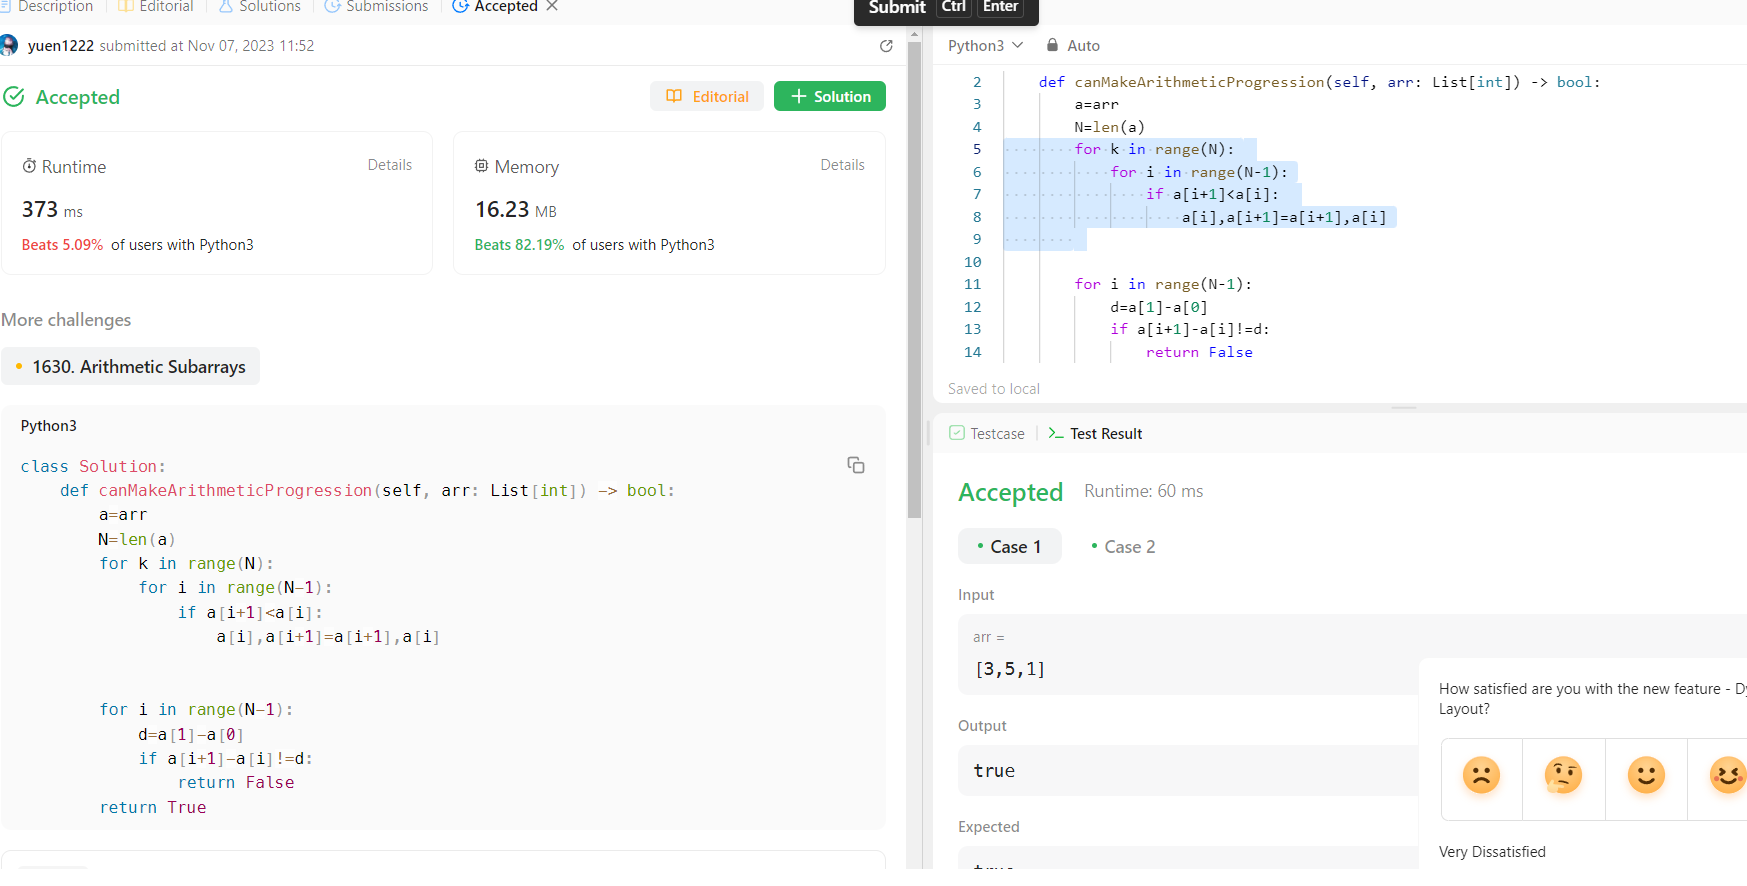 Description Editorial Solutions Submissions Accepted
yuen1222 submitted at Nov 07, 2023 11:52
Accepted
Editorial
Solution
Runtime
Details
373 ms
Beats 5.09% of users with Python3
Memory
Details
16.23 MB
Beats 82.19% of users with Python3
More challenges
1630. Arithmetic Subarrays
Python3
class Solution:
    def canMakeArithmeticProgression(self, arr: List[int]) -> bool:
        a=arr
        N=len(a)
        for k in range(N):
            for i in range(N-1):
                if a[i+1]<a[i]:
                    a[i],a[i+1]=a[i+1],a[i]
        for i in range(N-1):
            d=a[1]-a[0]
            if a[i+1]-a[i]!=d:
                return False
        return True
Submit Ctrl Enter
Python3 Auto
2 def canMakeArithmeticProgression(self, arr: List[int]) -> bool:
3 a=arr
4 N=len(a)
5 for k in range(N):
6 for i in range(N-1):
7 if a[i+1]<a[i]:
8 a[i],a[i+1]=a[i+1],a[i]
9
10
11 for i in range(N-1):
12 d=a[1]-a[0]
13 if a[i+1]-a[i]!=d:
14 return False
Saved to local
Testcase Test Result
Accepted Runtime: 60 ms
Case 1 Case 2
Input
arr =
[3,5,1]
Output
true
Expected
How satisfied are you with the new feature -
Layout?
Very Dissatisfied